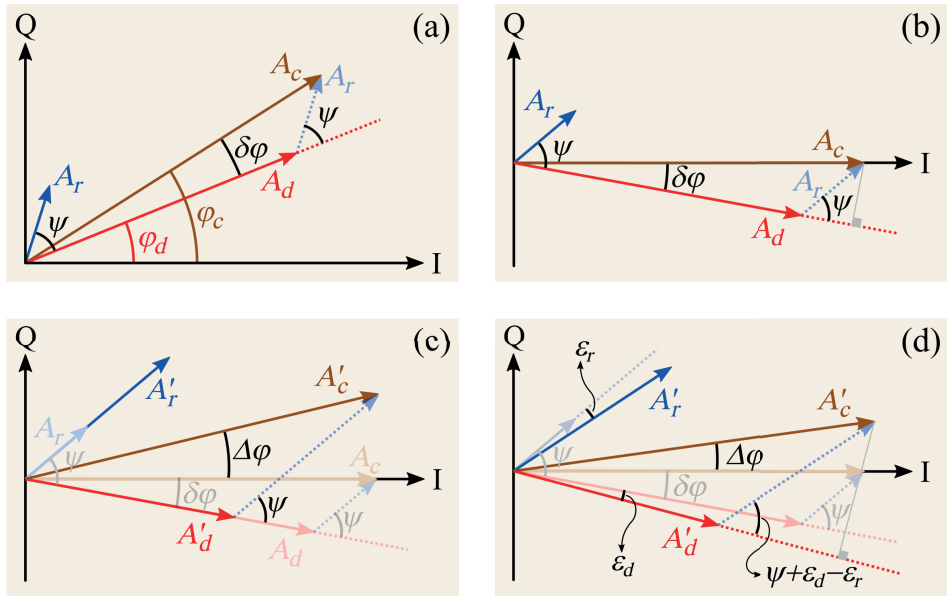 Q
(a)
A_c
A_r
ψ
δφ
A_r
A_d
ψ
φ_c
φ_d
I
Q
(b)
A_r
A_c
ψ
I
δφ
A_r
ψ
A_d
Q
(c)
A′_r
A′_c
A_r
Δφ
A_c
ψ
I
δφ
ψ
ψ
A′_d
A_d
Q
(d)
ε_r
A′_r
A′_c
Δφ
ψ
I
δφ
ψ
A′_d
ε_d
ψ+ε_d−ε_r